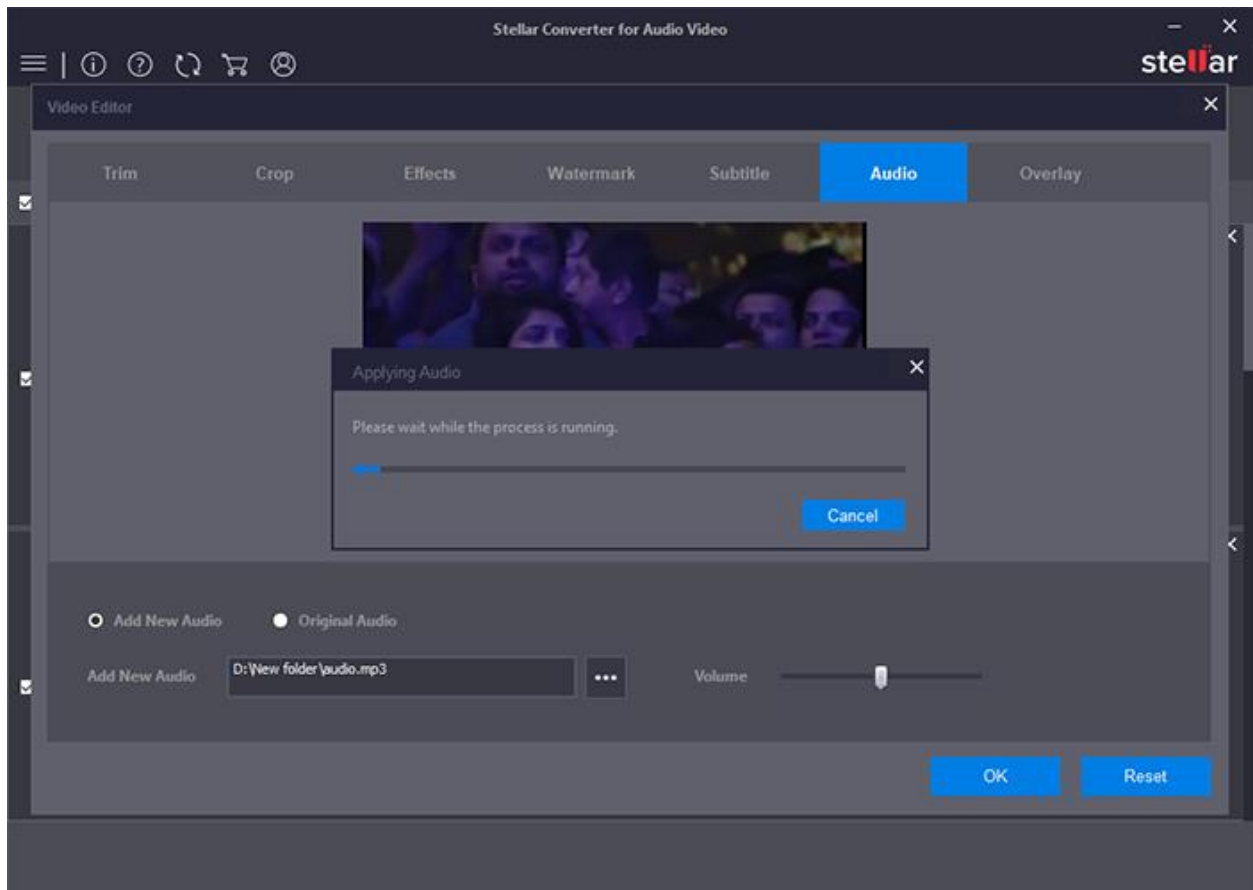 Stellar Converter for Audio Video
stellar
Video Editor
Trim Crop Effects Watermark Subtitle Audio Overlay
Applying Audio
Please wait while the process is running.
Cancel
Add New Audio Original Audio
Add New Audio D:\New folder\audio.mp3 ... Volume
OK Reset